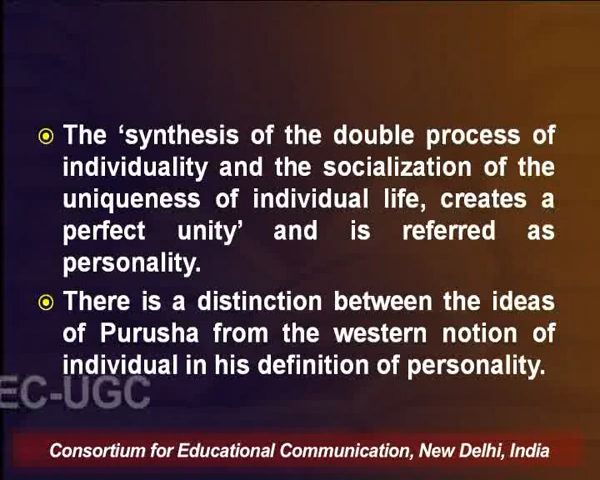 The ‘synthesis of the double process of
individuality and the socialization of the
uniqueness of individual life, creates a
perfect unity’ and is referred as
personality.
There is a distinction between the ideas
of Purusha from the western notion of
individual in his definition of personality.
EC-UGC
Consortium for Educational Communication, New Delhi, India